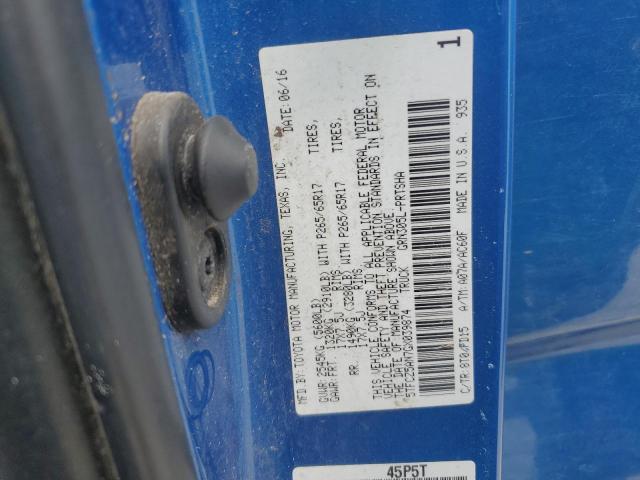 MFD.BY: TOYOTA MOTOR MANUFACTURING, TEXAS, INC. DATE: 06/16
GVWR: 2545KG (5600LB)
GAWR: FRT 1320KG (2910LB) WITH P265/65R17 TIRES,
17X7.5J RIMS
RR. 1490KG (3280LB) WITH P265/65R17 TIRES,
17X7.5J RIMS.
THIS VEHICLE CONFORMS TO ALL APPLICABLE FEDERAL MOTOR
VEHICLE SAFETY AND THEFT PREVENTION STANDARDS IN EFFECT ON
THE DATE OF MANUFACTURE SHOWN ABOVE.
TRUCK GRN305L-PRTSHA
C/TR: 8T0/FD15 A/TM: A07A/AC60F MADE IN U.S.A. 935
1
45P5T